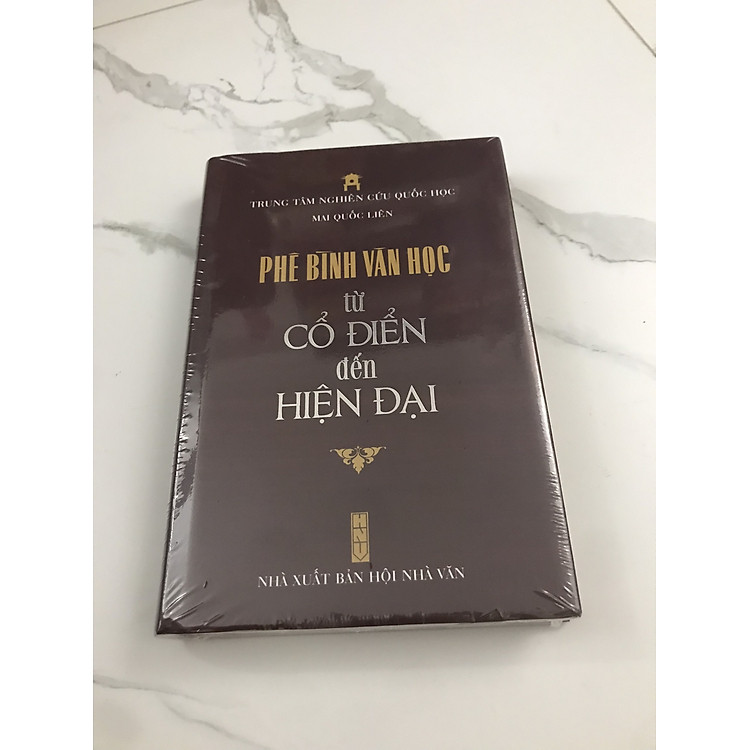 TRUNG TÂM NGHIÊN CỨU QUỐC HỌC
MAI QUỐC LIÊN
PHÊ BÌNH VĂN HỌC
từ
CỔ ĐIỂN
đến
HIỆN ĐẠI
NHÀ XUẤT BẢN HỘI NHÀ VĂN